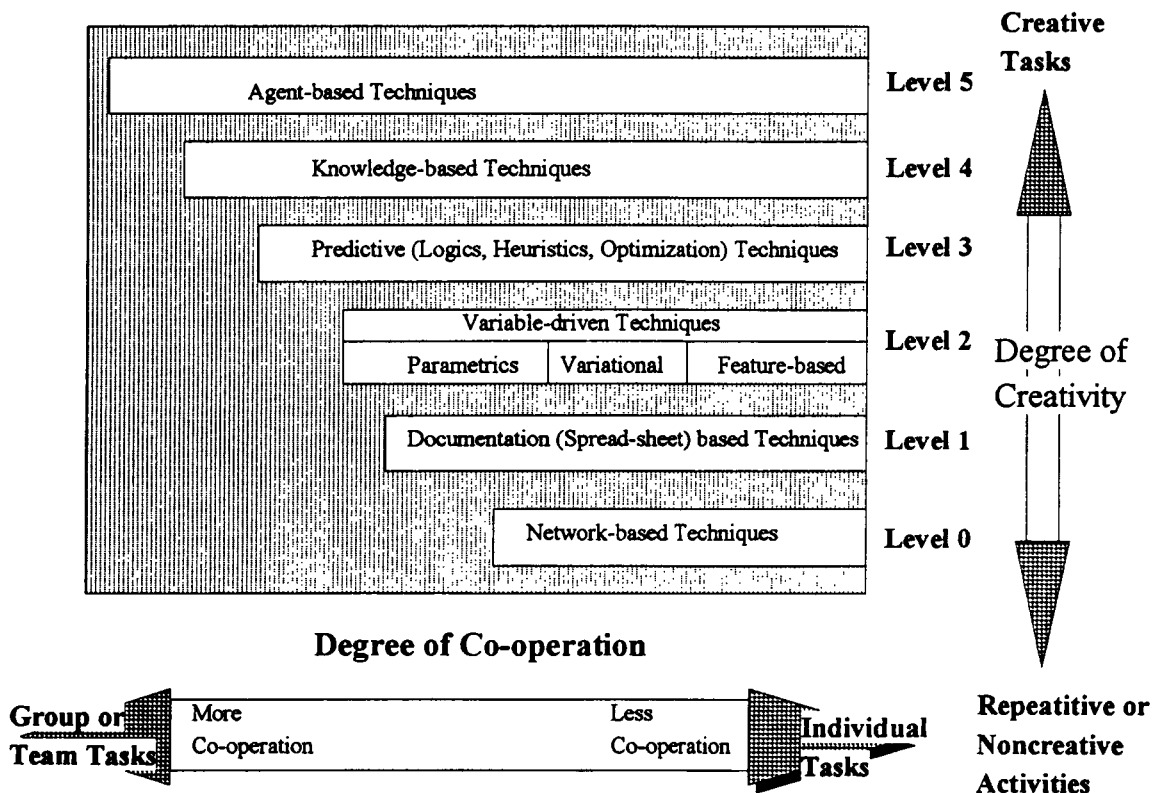 Creative
Tasks
Agent-based Techniques
Level 5
Knowledge-based Techniques
Level 4
Predictive (Logics, Heuristics, Optimization) Techniques
Level 3
Variable-driven Techniques
Level 2
Parametrics
Variational
Feature-based
Degree of
Creativity
Documentation (Spread-sheet) based Techniques
Level 1
Network-based Techniques
Level 0
Degree of Co-operation
Group or
Team Tasks
More
Co-operation
Less
Co-operation
Individual
Tasks
Repeatitive or
Noncreative
Activities